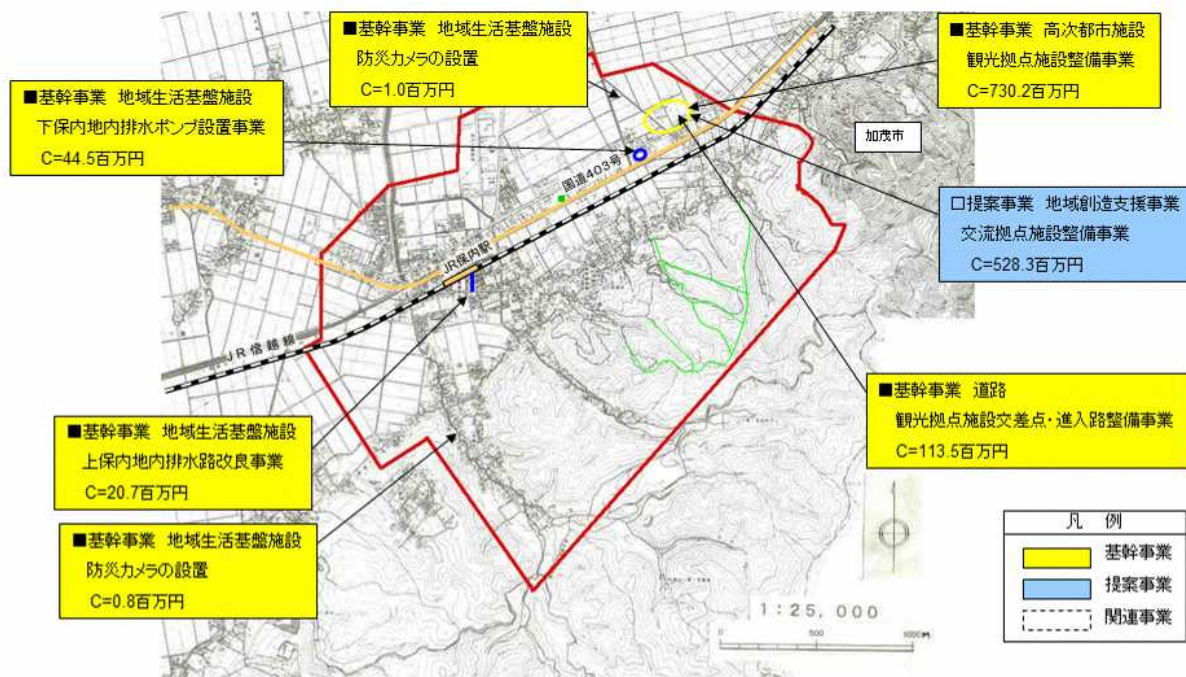 ■基幹事業 地域生活基盤施設
防災カメラの設置
C=1.0百万円
■基幹事業 高次都市施設
観光拠点施設整備事業
C=730.2百万円
■基幹事業 地域生活基盤施設
下保内地内排水ポンプ設置事業
C=44.5百万円
加茂市
国道403号
□提案事業 地域創造支援事業
交流拠点施設整備事業
C=528.3百万円
JR保内駅
JR信越線
■基幹事業 道路
観光拠点施設交差点・進入路整備事業
C=113.5百万円
■基幹事業 地域生活基盤施設
上保内地内排水路改良事業
C=20.7百万円
■基幹事業 地域生活基盤施設
防災カメラの設置
C=0.8百万円
凡 例
基幹事業
提案事業
関連事業
1:25,000
0 500 1000m